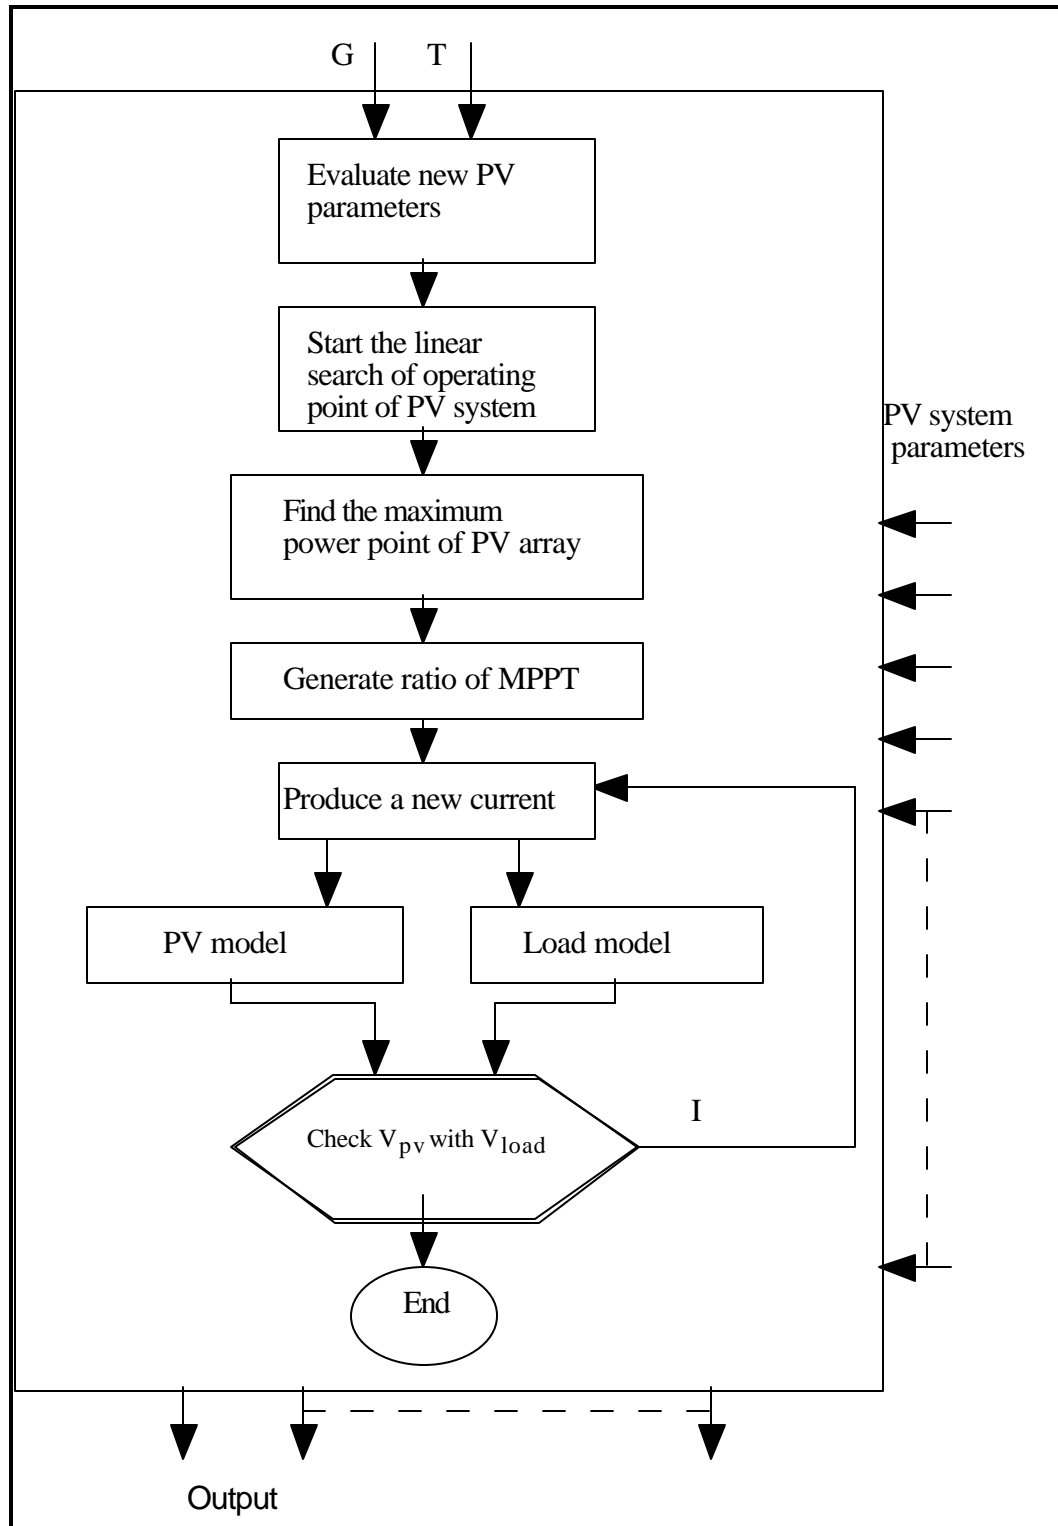 G T
Evaluate new PV
parameters
Start the linear
search of operating
point of PV system
PV system
parameters
Find the maximum
power point of PV array
Generate ratio of MPPT
Produce a new current
PV model
Load model
I
Check Vpv with Vload
End
Output